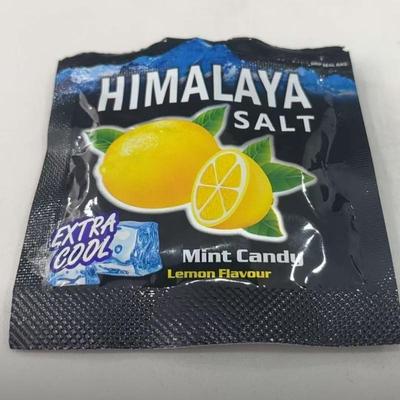 HIMALAYA
SALT
EXTRA
COOL
Mint Candy
Lemon Flavour